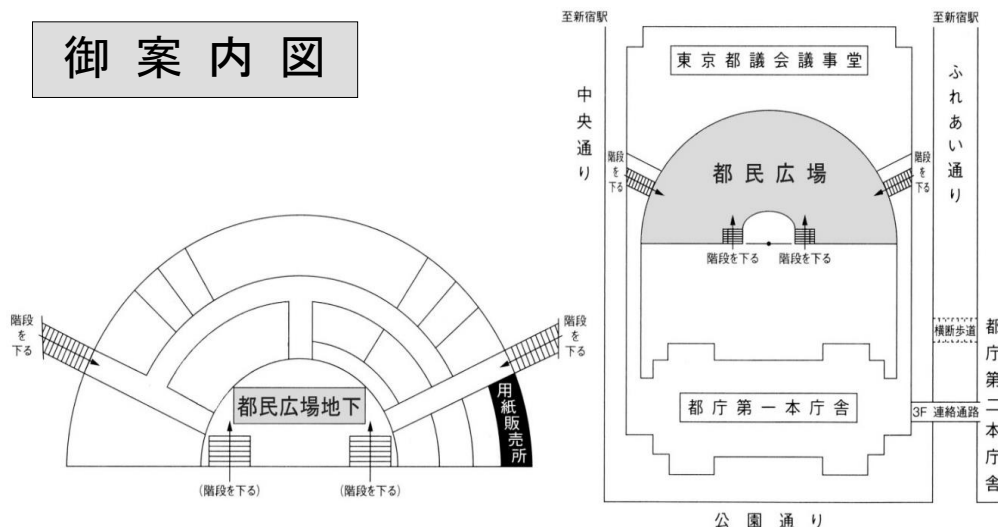 御案内図
階段を下る
階段を下る
都民広場地下
用紙販売所
(階段を下る)
(階段を下る)
至新宿駅
至新宿駅
東京都議会議事堂
中央通り
ふれあい通り
階段を下る
階段を下る
都民広場
階段を下る
階段を下る
横断歩道
都庁第一本庁舎
3F 連絡通路
都庁第二本庁舎
公園通り